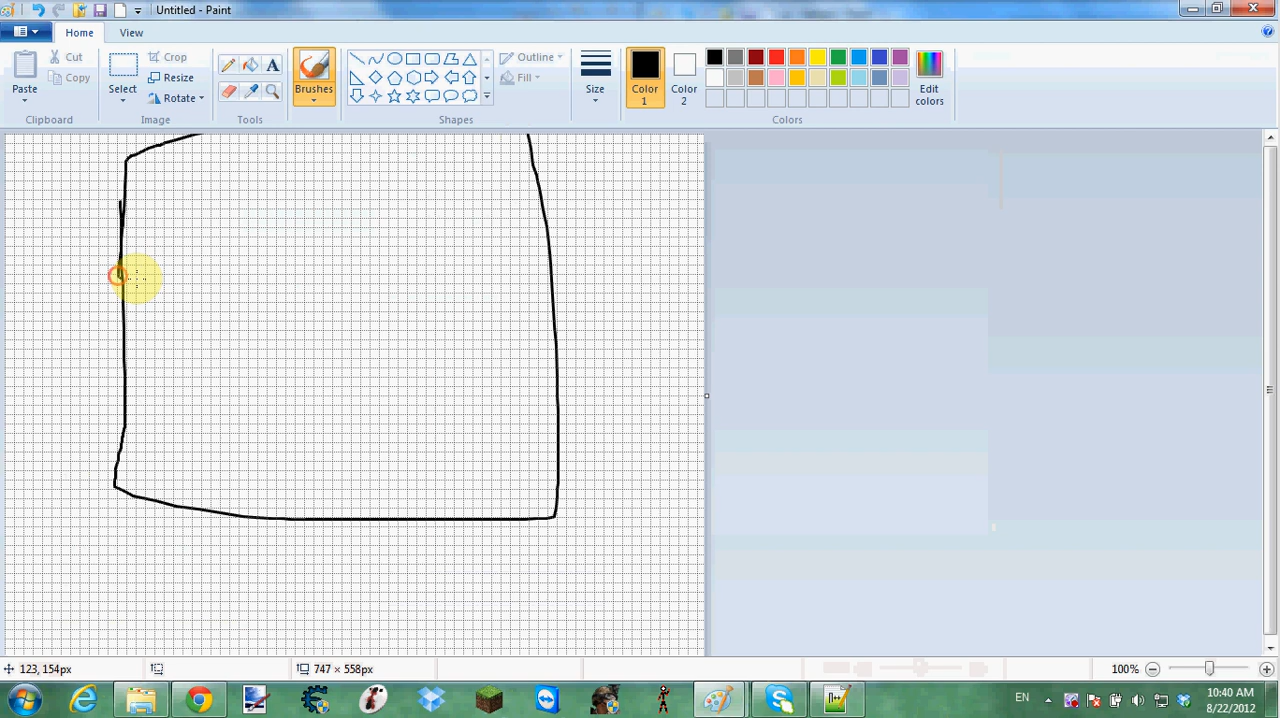 Untitled - Paint
Home View
Paste
Cut
Copy
Clipboard
Select
Crop
Resize
Rotate
Image
Tools
Brushes
Outline
Fill
Shapes
Size
Color 1
Color 2
Edit colors
Colors
123, 154px
747 × 558px
100%
EN
10:40 AM
8/22/2012